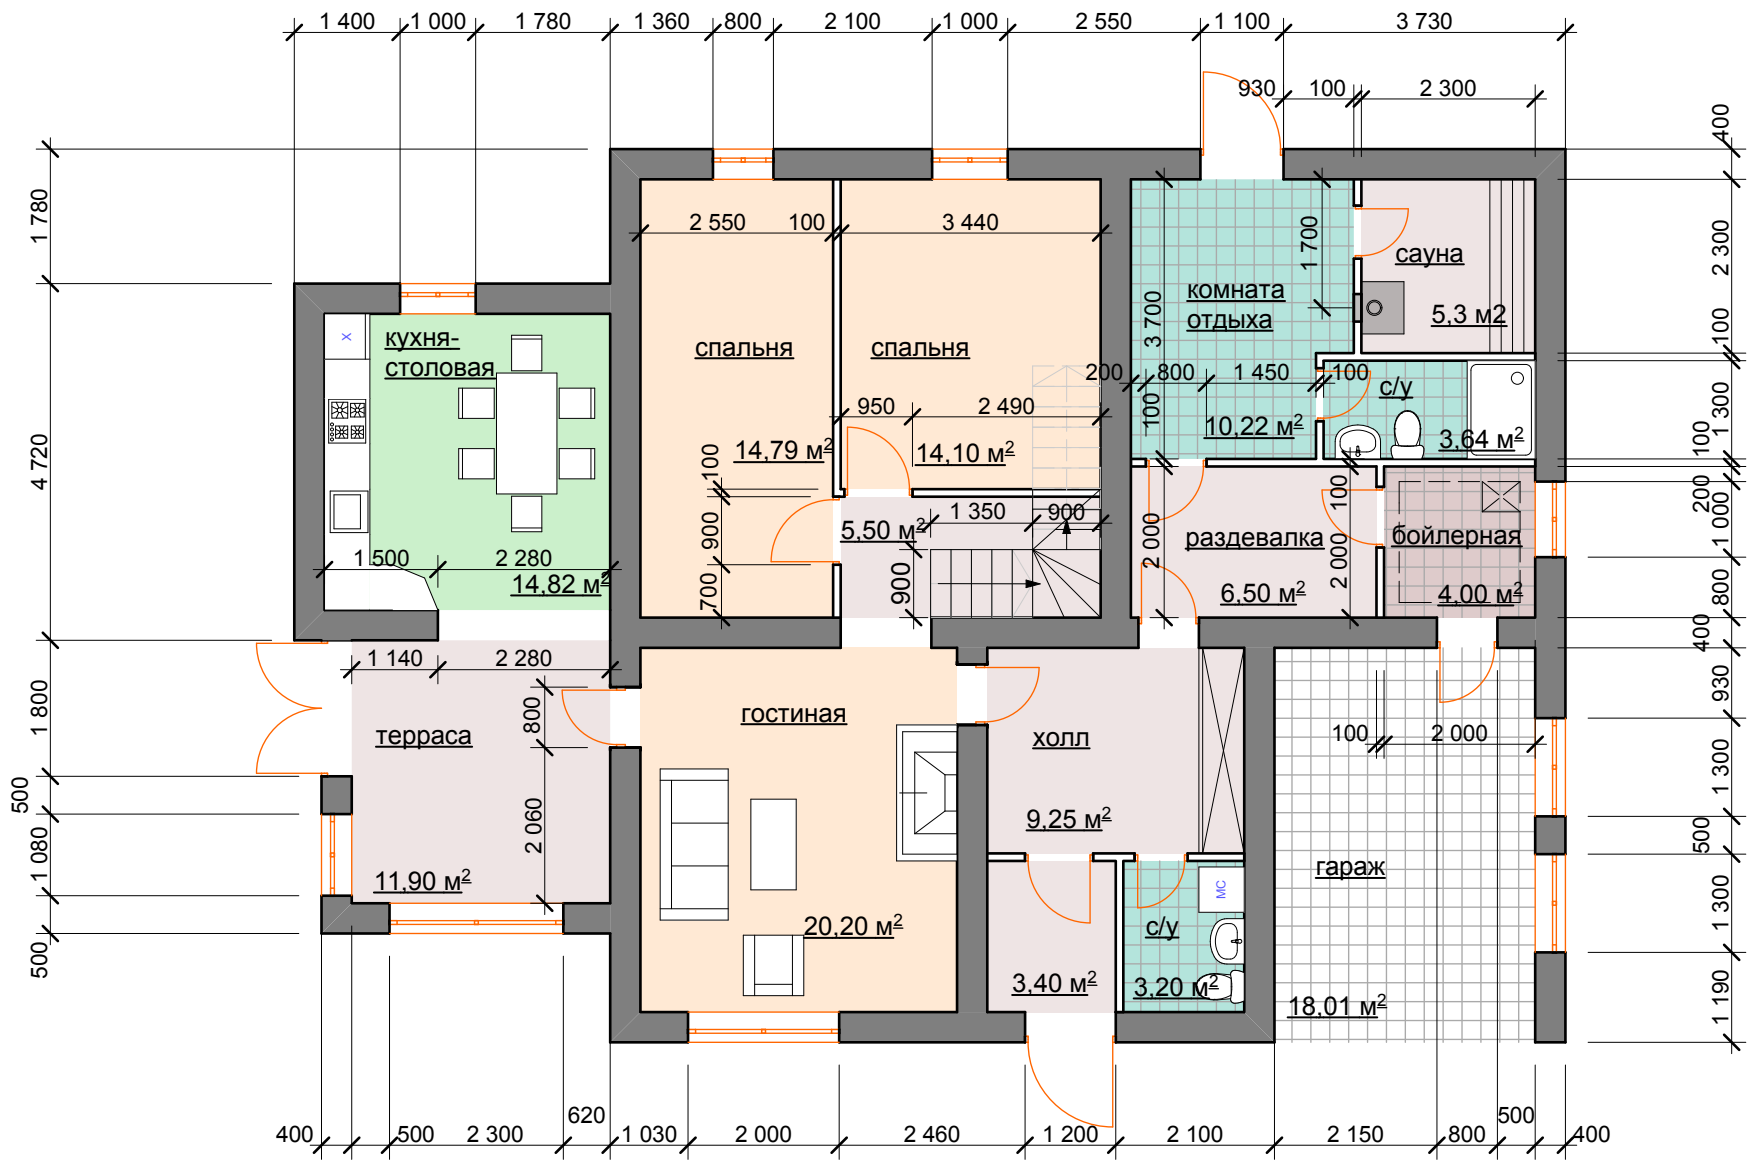 1 400 1 000 1 780 1 360 800 2 100 1 000 2 550 1 100 3 730
930 100 2 300
400
1 780
2 300
2 550 100 3 440
1 700
сауна
5,3 м2
комната
отдыха
3 700
X
кухня-
столовая
спальня
спальня
100
200 800 1 450 100
с/у
1 300
950 2 490
100
10,22 м²
3,64 м²
14,79 м²
14,10 м²
100
4 720
100
100
200
5,50 м²
1 350 900
900
2 000
раздевалка
2 000
бойлерная
1 000
1 500 2 280
14,82 м²
700
900
6,50 м²
4,00 м²
800
400
1 140 2 280
930
1 800
800
терраса
гостиная
холл
100 2 000
1 300
500
2 060
9,25 м²
500
1 080
11,90 м²
гараж
МС
20,20 м²
с/у
1 300
500
3,40 м²
3,20 м²
18,01 м²
1 190
620
500
400 500 2 300 1 030 2 000 2 460 1 200 2 100 2 150 800 400